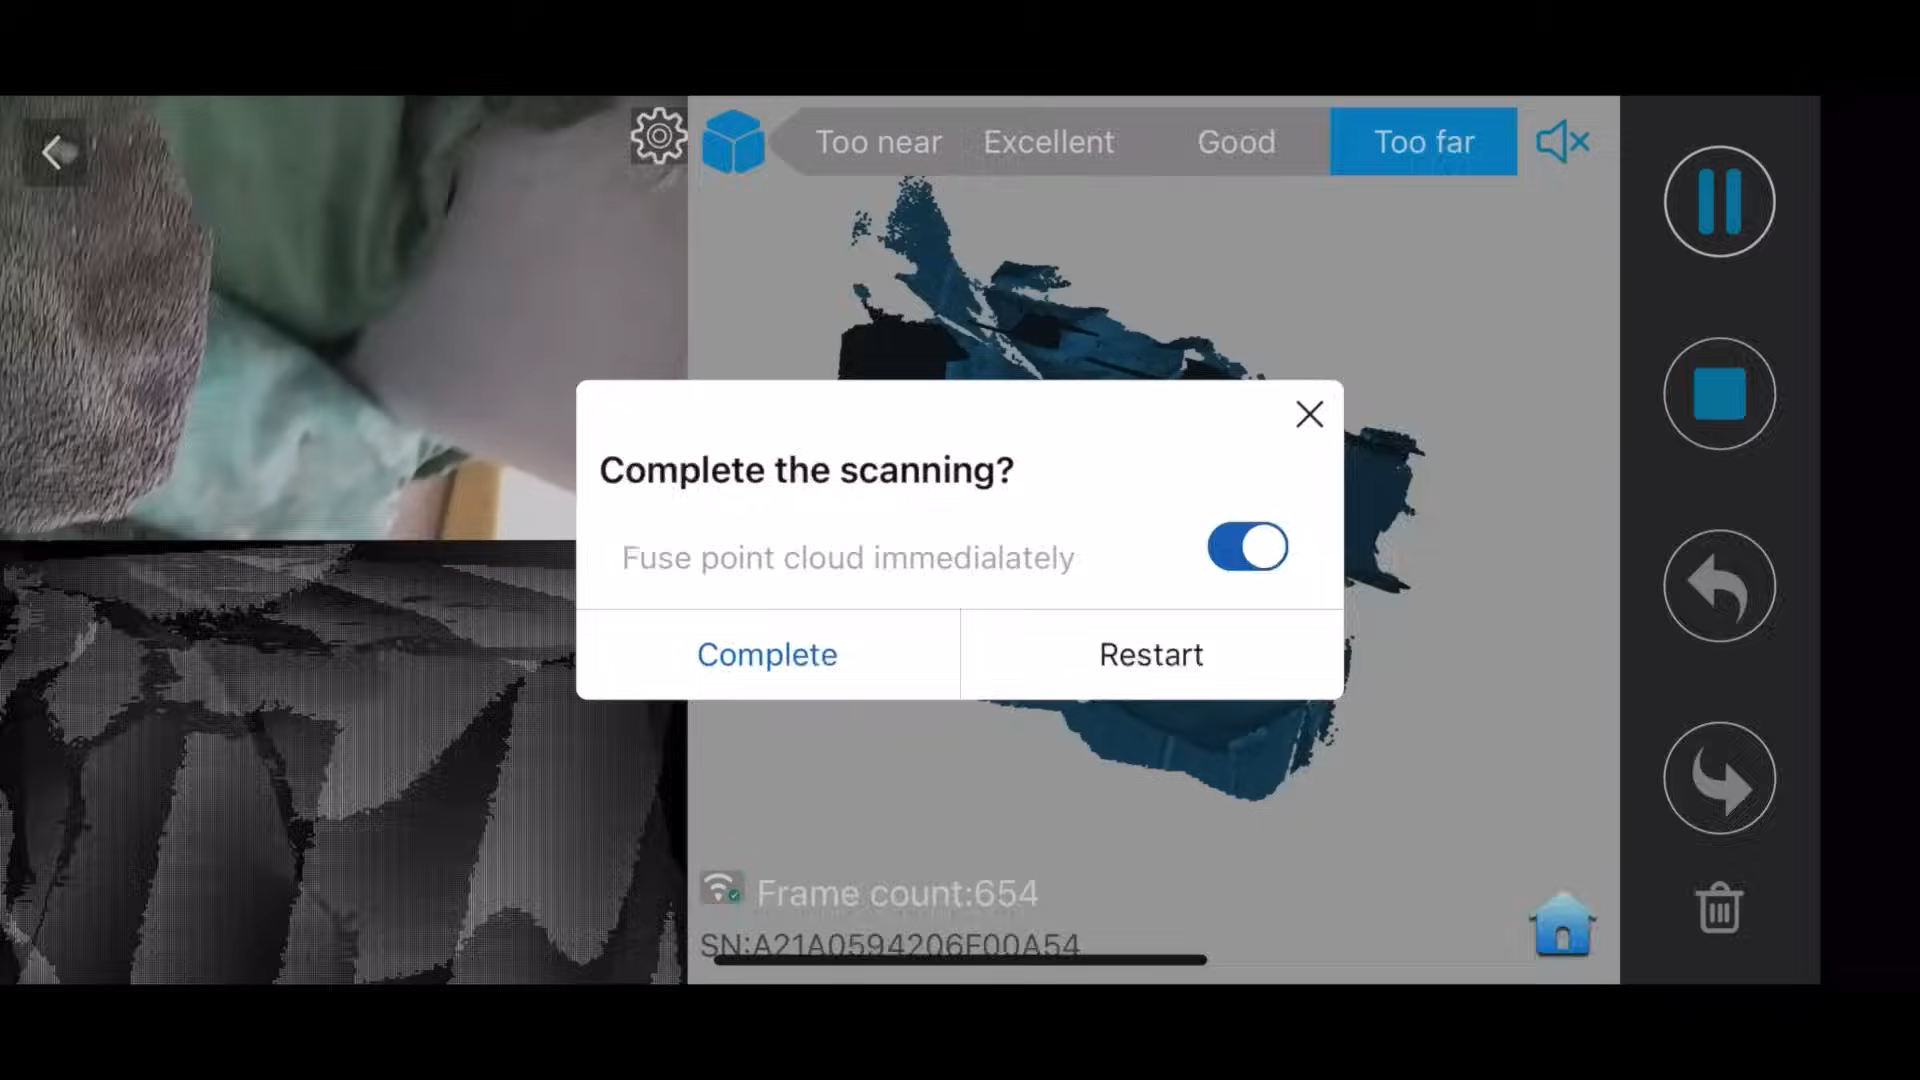 Too near Excellent Good Too far
Complete the scanning?
Fuse point cloud immedialately
Complete Restart
Frame count:654
SN:A21A0594206F00A54